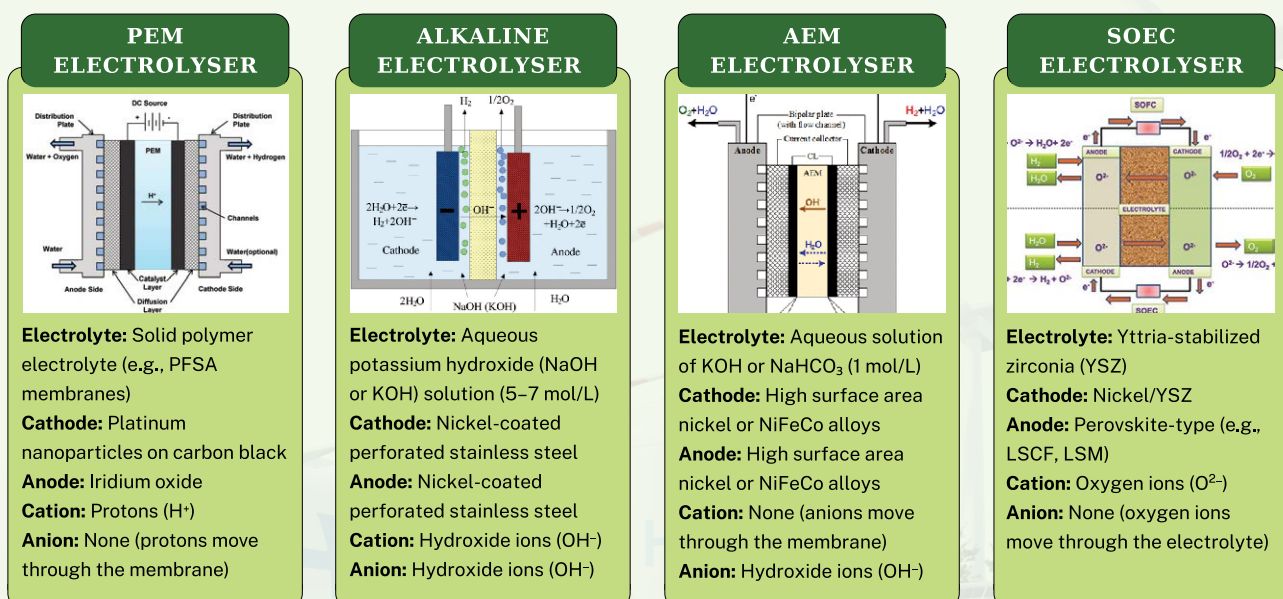 PEM
ELECTROLYSER
DC Source
+
-
Distribution
Plate
Distribution
Plate
PEM
Water + Oxygen
Water + Hydrogen
H⁺
Channels
Water
Water(optional)
Catalyst
Layer
Anode Side
Cathode Side
Diffusion
Layer
Electrolyte: Solid polymer
electrolyte (e.g., PFSA
membranes)
Cathode: Platinum
nanoparticles on carbon black
Anode: Iridium oxide
Cation: Protons (H⁺)
Anion: None (protons move
through the membrane)
ALKALINE
ELECTROLYSER
H₂
1/2O₂
2H₂O+2ē→
H₂+2OH⁻
-
OH⁻
+
2OH⁻→1/2O₂
+H₂O+2ē
Cathode
Anode
2H₂O
NaOH (KOH)
H₂O
Electrolyte: Aqueous
potassium hydroxide (NaOH
or KOH) solution (5–7 mol/L)
Cathode: Nickel-coated
perforated stainless steel
Anode: Nickel-coated
perforated stainless steel
Cation: Hydroxide ions (OH⁻)
Anion: Hydroxide ions (OH⁻)
AEM
ELECTROLYSER
O₂+H₂O
e⁻
H₂+H₂O
Bipolar plate
(with flow channel)
Current collector
Anode
Cathode
CL
AEM
OH⁻
H₂O
Electrolyte: Aqueous solution
of KOH or NaHCO₃ (1 mol/L)
Cathode: High surface area
nickel or NiFeCo alloys
Anode: High surface area
nickel or NiFeCo alloys
Cation: None (anions move
through the membrane)
Anion: Hydroxide ions (OH⁻)
SOEC
ELECTROLYSER
SOFC
e⁻
e⁻
O²⁻ → H₂O+ 2e⁻
ANODE
CATHODE
1/2O₂ + 2e⁻ →
H₂
H₂O
O²⁻
O²⁻
O₂
ELECTROLYTE
H₂O
H₂
O²⁻
O²⁻
O₂
+ 2e⁻ → H₂ + O²⁻
O²⁻ → 1/2O₂ +
CATHODE
ANODE
e⁻
e⁻
SOEC
Electrolyte: Yttria-stabilized
zirconia (YSZ)
Cathode: Nickel/YSZ
Anode: Perovskite-type (e.g.,
LSCF, LSM)
Cation: Oxygen ions (O²⁻)
Anion: None (oxygen ions
move through the electrolyte)